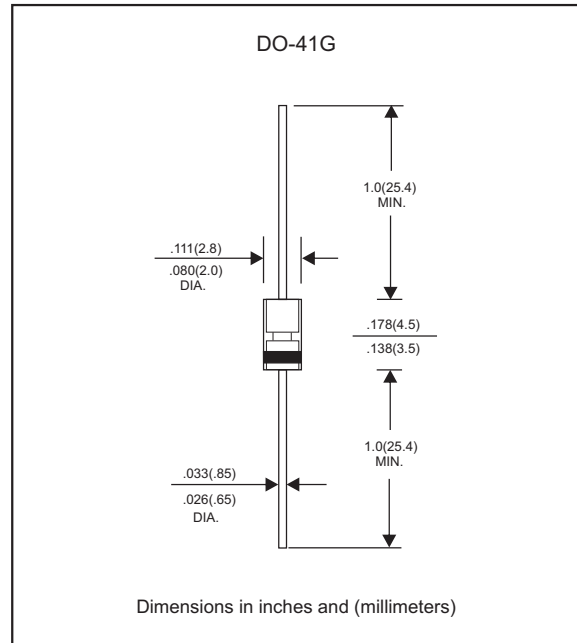 DO-41G
1.0(25.4)
MIN.
.111(2.8)
.080(2.0)
DIA.
.178(4.5)
.138(3.5)
1.0(25.4)
MIN.
.033(.85)
.026(.65)
DIA.
Dimensions in inches and (millimeters)